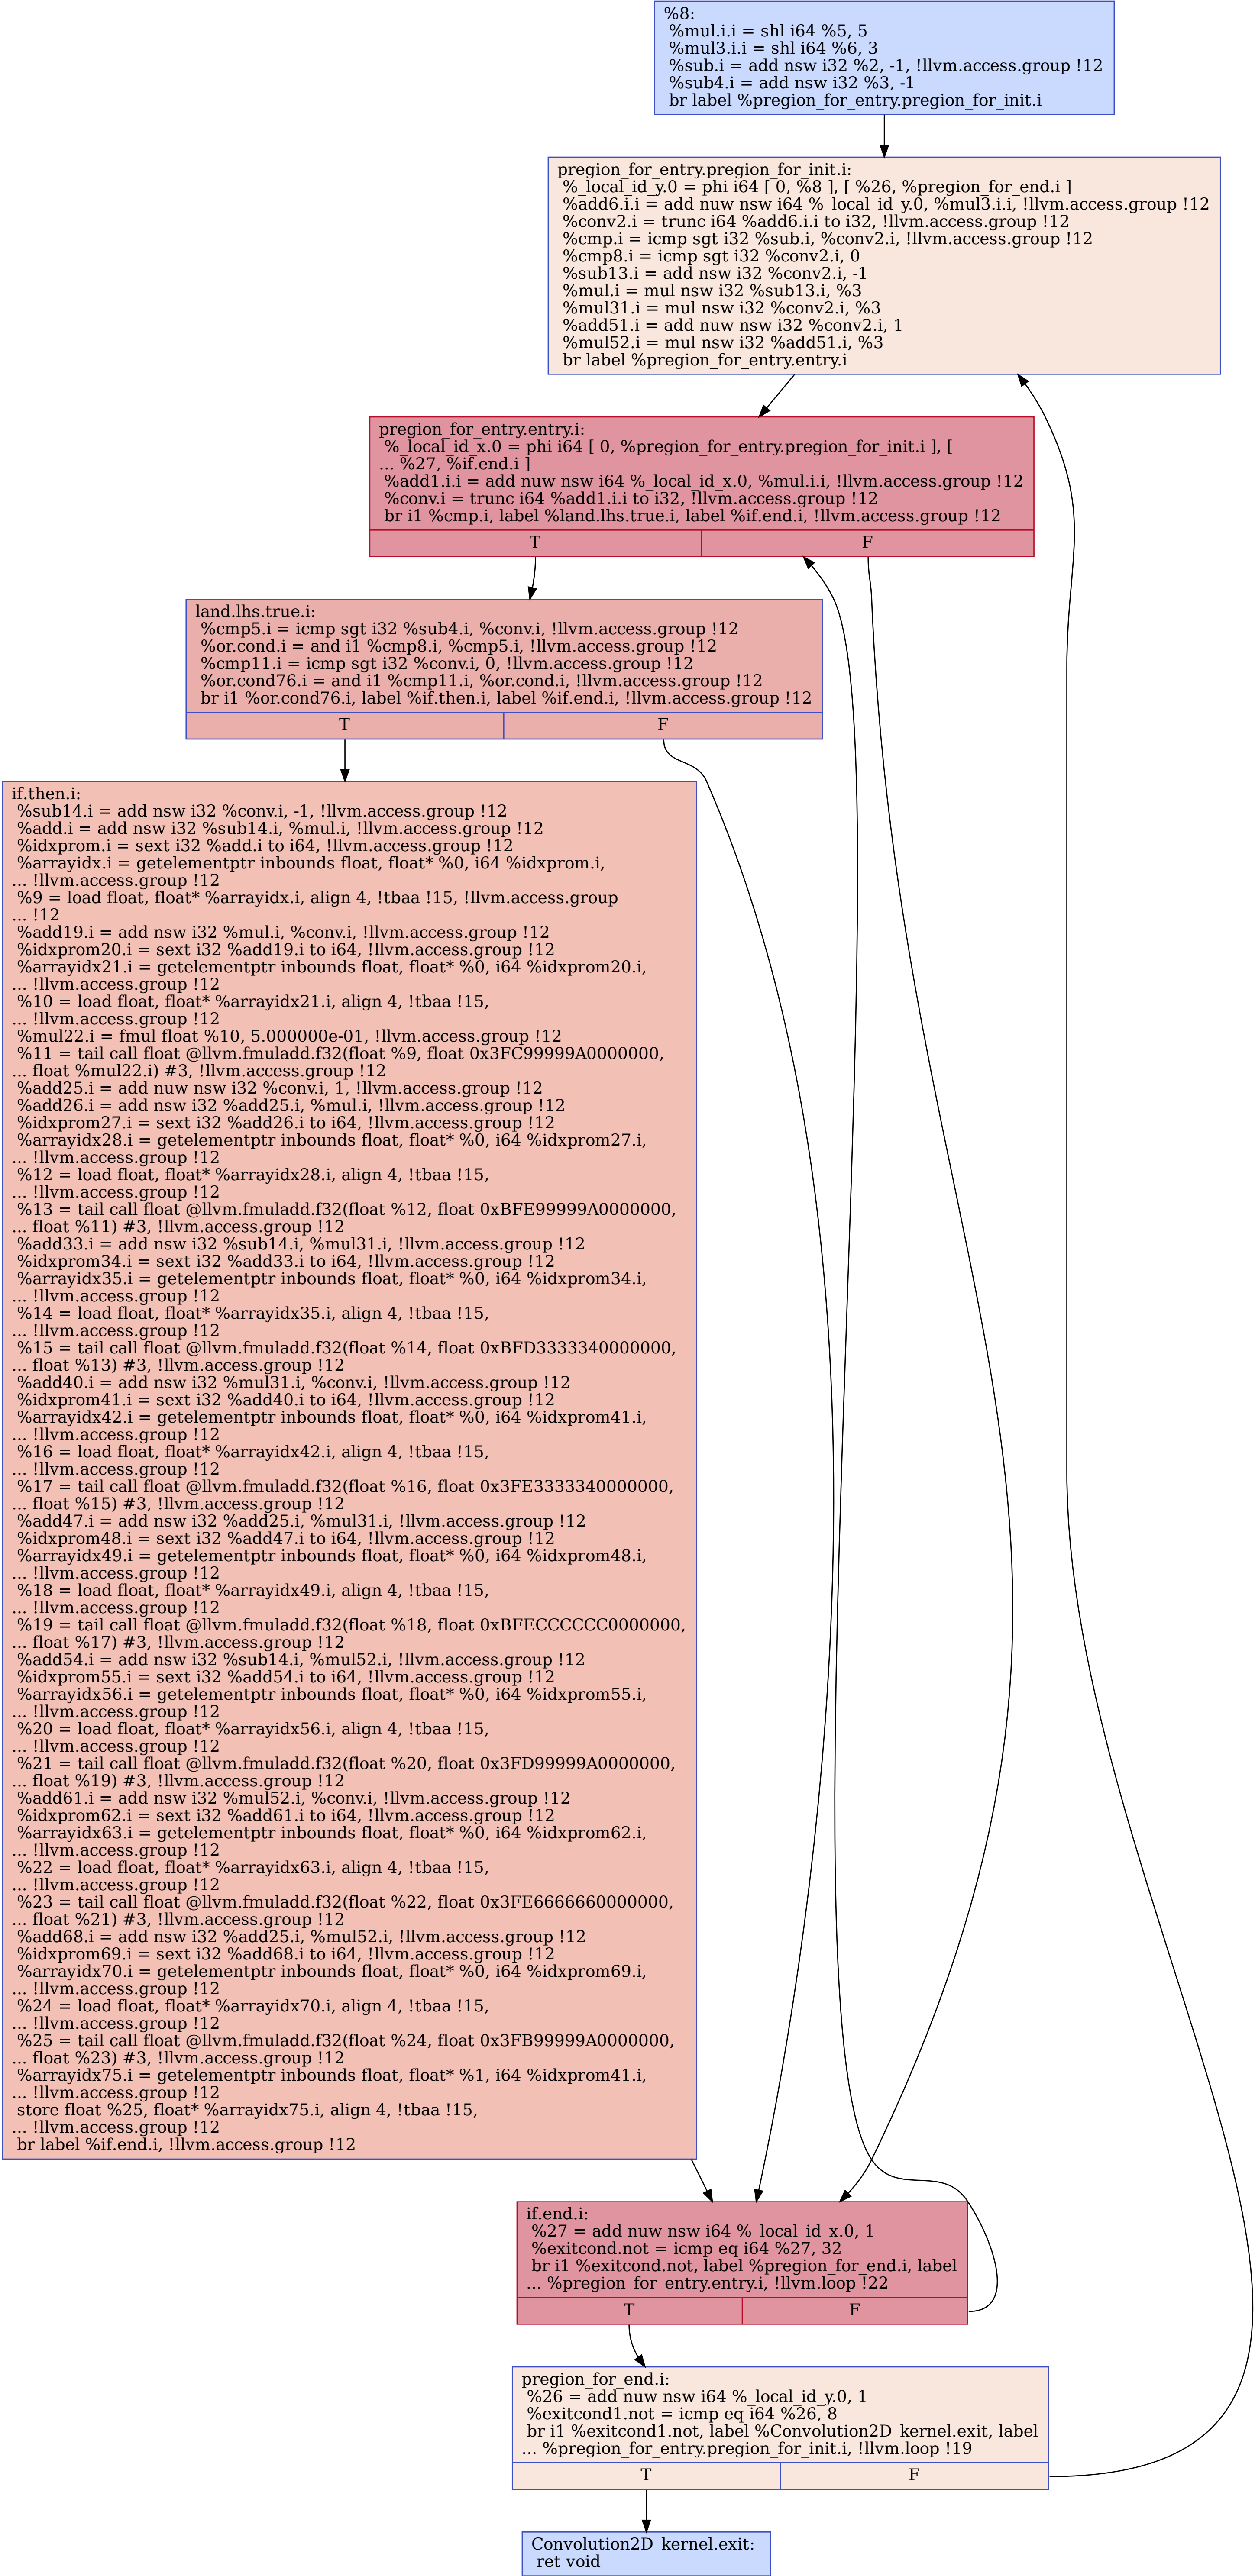 %8:
%mul.i.i = shl i64 %5, 5
%mul3.i.i = shl i64 %6, 3
%sub.i = add nsw i32 %2, -1, !llvm.access.group !12
%sub4.i = add nsw i32 %3, -1
br label %pregion_for_entry.pregion_for_init.i
pregion_for_entry.pregion_for_init.i:
%_local_id_y.0 = phi i64 [ 0, %8 ], [ %26, %pregion_for_end.i ]
%add6.i.i = add nuw nsw i64 %_local_id_y.0, %mul3.i.i, !llvm.access.group !12
%conv2.i = trunc i64 %add6.i.i to i32, !llvm.access.group !12
%cmp.i = icmp sgt i32 %sub.i, %conv2.i, !llvm.access.group !12
%cmp8.i = icmp sgt i32 %conv2.i, 0
%sub13.i = add nsw i32 %conv2.i, -1
%mul.i = mul nsw i32 %sub13.i, %3
%mul31.i = mul nsw i32 %conv2.i, %3
%add51.i = add nuw nsw i32 %conv2.i, 1
%mul52.i = mul nsw i32 %add51.i, %3
br label %pregion_for_entry.entry.i
pregion_for_entry.entry.i:
%_local_id_x.0 = phi i64 [ 0, %pregion_for_entry.pregion_for_init.i ], [
... %27, %if.end.i ]
%add1.i.i = add nuw nsw i64 %_local_id_x.0, %mul.i.i, !llvm.access.group !12
%conv.i = trunc i64 %add1.i.i to i32, !llvm.access.group !12
br i1 %cmp.i, label %land.lhs.true.i, label %if.end.i, !llvm.access.group !12
T F
land.lhs.true.i:
%cmp5.i = icmp sgt i32 %sub4.i, %conv.i, !llvm.access.group !12
%or.cond.i = and i1 %cmp8.i, %cmp5.i, !llvm.access.group !12
%cmp11.i = icmp sgt i32 %conv.i, 0, !llvm.access.group !12
%or.cond76.i = and i1 %cmp11.i, %or.cond.i, !llvm.access.group !12
br i1 %or.cond76.i, label %if.then.i, label %if.end.i, !llvm.access.group !12
T F
if.then.i:
%sub14.i = add nsw i32 %conv.i, -1, !llvm.access.group !12
%add.i = add nsw i32 %sub14.i, %mul.i, !llvm.access.group !12
%idxprom.i = sext i32 %add.i to i64, !llvm.access.group !12
%arrayidx.i = getelementptr inbounds float, float* %0, i64 %idxprom.i,
... !llvm.access.group !12
%9 = load float, float* %arrayidx.i, align 4, !tbaa !15, !llvm.access.group
... !12
%add19.i = add nsw i32 %mul.i, %conv.i, !llvm.access.group !12
%idxprom20.i = sext i32 %add19.i to i64, !llvm.access.group !12
%arrayidx21.i = getelementptr inbounds float, float* %0, i64 %idxprom20.i,
... !llvm.access.group !12
%10 = load float, float* %arrayidx21.i, align 4, !tbaa !15,
... !llvm.access.group !12
%mul22.i = fmul float %10, 5.000000e-01, !llvm.access.group !12
%11 = tail call float @llvm.fmuladd.f32(float %9, float 0x3FC99999A0000000,
... float %mul22.i) #3, !llvm.access.group !12
%add25.i = add nuw nsw i32 %conv.i, 1, !llvm.access.group !12
%add26.i = add nsw i32 %add25.i, %mul.i, !llvm.access.group !12
%idxprom27.i = sext i32 %add26.i to i64, !llvm.access.group !12
%arrayidx28.i = getelementptr inbounds float, float* %0, i64 %idxprom27.i,
... !llvm.access.group !12
%12 = load float, float* %arrayidx28.i, align 4, !tbaa !15,
... !llvm.access.group !12
%13 = tail call float @llvm.fmuladd.f32(float %12, float 0xBFE99999A0000000,
... float %11) #3, !llvm.access.group !12
%add33.i = add nsw i32 %sub14.i, %mul31.i, !llvm.access.group !12
%idxprom34.i = sext i32 %add33.i to i64, !llvm.access.group !12
%arrayidx35.i = getelementptr inbounds float, float* %0, i64 %idxprom34.i,
... !llvm.access.group !12
%14 = load float, float* %arrayidx35.i, align 4, !tbaa !15,
... !llvm.access.group !12
%15 = tail call float @llvm.fmuladd.f32(float %14, float 0xBFD3333340000000,
... float %13) #3, !llvm.access.group !12
%add40.i = add nsw i32 %mul31.i, %conv.i, !llvm.access.group !12
%idxprom41.i = sext i32 %add40.i to i64, !llvm.access.group !12
%arrayidx42.i = getelementptr inbounds float, float* %0, i64 %idxprom41.i,
... !llvm.access.group !12
%16 = load float, float* %arrayidx42.i, align 4, !tbaa !15,
... !llvm.access.group !12
%17 = tail call float @llvm.fmuladd.f32(float %16, float 0x3FE3333340000000,
... float %15) #3, !llvm.access.group !12
%add47.i = add nsw i32 %add25.i, %mul31.i, !llvm.access.group !12
%idxprom48.i = sext i32 %add47.i to i64, !llvm.access.group !12
%arrayidx49.i = getelementptr inbounds float, float* %0, i64 %idxprom48.i,
... !llvm.access.group !12
%18 = load float, float* %arrayidx49.i, align 4, !tbaa !15,
... !llvm.access.group !12
%19 = tail call float @llvm.fmuladd.f32(float %18, float 0xBFECCCCCC0000000,
... float %17) #3, !llvm.access.group !12
%add54.i = add nsw i32 %sub14.i, %mul52.i, !llvm.access.group !12
%idxprom55.i = sext i32 %add54.i to i64, !llvm.access.group !12
%arrayidx56.i = getelementptr inbounds float, float* %0, i64 %idxprom55.i,
... !llvm.access.group !12
%20 = load float, float* %arrayidx56.i, align 4, !tbaa !15,
... !llvm.access.group !12
%21 = tail call float @llvm.fmuladd.f32(float %20, float 0x3FD99999A0000000,
... float %19) #3, !llvm.access.group !12
%add61.i = add nsw i32 %mul52.i, %conv.i, !llvm.access.group !12
%idxprom62.i = sext i32 %add61.i to i64, !llvm.access.group !12
%arrayidx63.i = getelementptr inbounds float, float* %0, i64 %idxprom62.i,
... !llvm.access.group !12
%22 = load float, float* %arrayidx63.i, align 4, !tbaa !15,
... !llvm.access.group !12
%23 = tail call float @llvm.fmuladd.f32(float %22, float 0x3FE6666660000000,
... float %21) #3, !llvm.access.group !12
%add68.i = add nsw i32 %add25.i, %mul52.i, !llvm.access.group !12
%idxprom69.i = sext i32 %add68.i to i64, !llvm.access.group !12
%arrayidx70.i = getelementptr inbounds float, float* %0, i64 %idxprom69.i,
... !llvm.access.group !12
%24 = load float, float* %arrayidx70.i, align 4, !tbaa !15,
... !llvm.access.group !12
%25 = tail call float @llvm.fmuladd.f32(float %24, float 0x3FB99999A0000000,
... float %23) #3, !llvm.access.group !12
%arrayidx75.i = getelementptr inbounds float, float* %1, i64 %idxprom41.i,
... !llvm.access.group !12
store float %25, float* %arrayidx75.i, align 4, !tbaa !15,
... !llvm.access.group !12
br label %if.end.i, !llvm.access.group !12
if.end.i:
%27 = add nuw nsw i64 %_local_id_x.0, 1
%exitcond.not = icmp eq i64 %27, 32
br i1 %exitcond.not, label %pregion_for_end.i, label
... %pregion_for_entry.entry.i, !llvm.loop !22
T F
pregion_for_end.i:
%26 = add nuw nsw i64 %_local_id_y.0, 1
%exitcond1.not = icmp eq i64 %26, 8
br i1 %exitcond1.not, label %Convolution2D_kernel.exit, label
... %pregion_for_entry.pregion_for_init.i, !llvm.loop !19
T F
Convolution2D_kernel.exit:
ret void